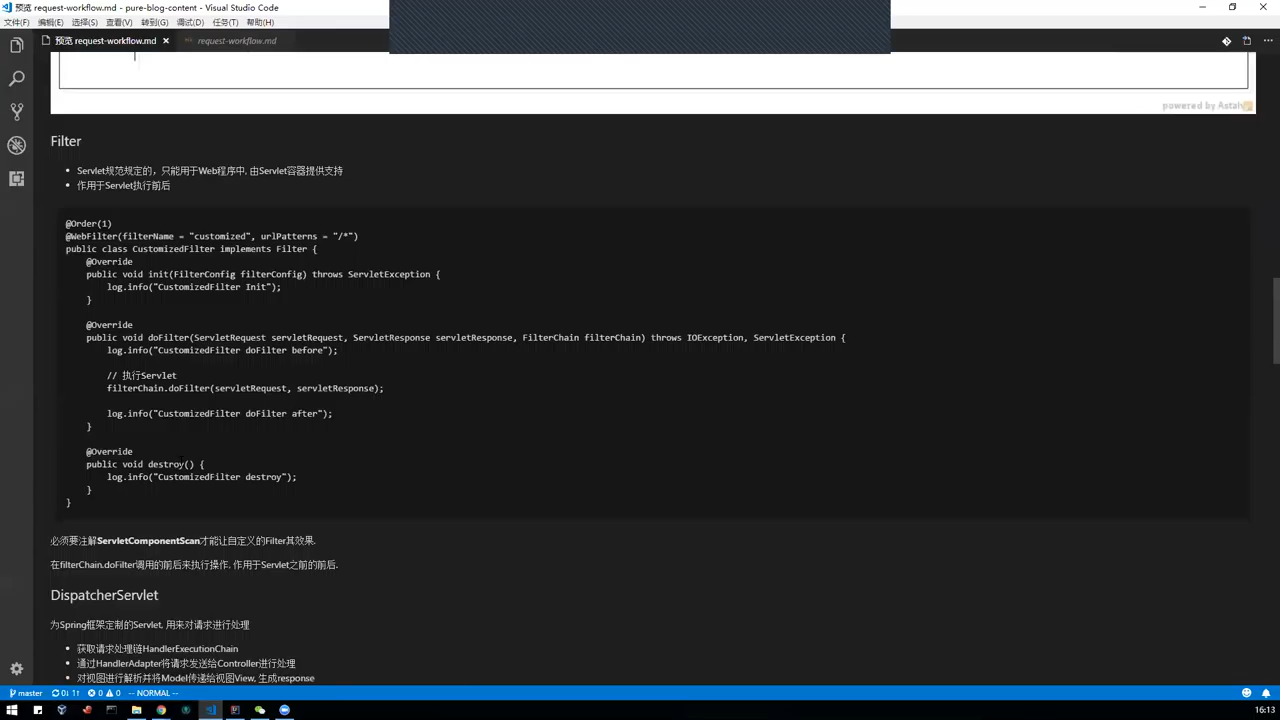 预览 request-workflow.md - pure-blog-content - Visual Studio Code
文件(F) 编辑(E) 选择(S) 查看(V) 转到(G) 调试(D) 任务(T) 帮助(H)
预览 request-workflow.md request-workflow.md
powered by Astah
Filter
Servlet规范规定的，只能用于Web程序中, 由Servlet容器提供支持
作用于Servlet执行前后
@Order(1)
@WebFilter(filterName = "customized", urlPatterns = "/*")
public class CustomizedFilter implements Filter {
@Override
public void init(FilterConfig filterConfig) throws ServletException {
log.info("CustomizedFilter Init");
}
@Override
public void doFilter(ServletRequest servletRequest, ServletResponse servletResponse, FilterChain filterChain) throws IOException, ServletException {
log.info("CustomizedFilter doFilter before");
// 执行Servlet
filterChain.doFilter(servletRequest, servletResponse);
log.info("CustomizedFilter doFilter after");
}
@Override
public void destroy() {
log.info("CustomizedFilter destroy");
}
}
必须要注解ServletComponentScan才能让自定义的Filter其效果.
在filterChain.doFilter调用的前后来执行操作, 作用于Servlet之前的前后.
DispatcherServlet
为Spring框架定制的Servlet, 用来对请求进行处理
获取请求处理链HandlerExecutionChain
通过HandlerAdapter将请求发送给Controller进行处理
对视图进行解析并将Model传递给视图View, 生成response
master 0↓ 1↑ 0 0 -- NORMAL --
16:13